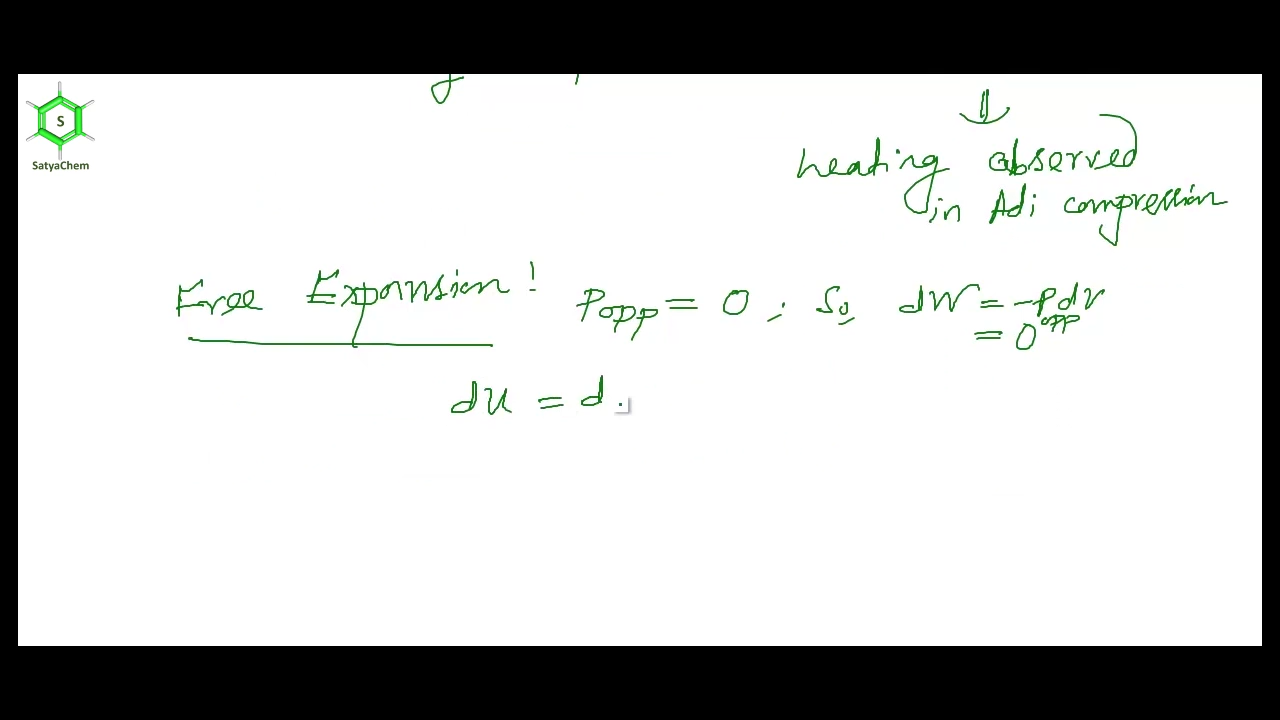 S
SatyaChem
heating observed
in Adi compression
Free Expansion! Popp = 0 ; So dW = -Popp dV
= 0
du = d